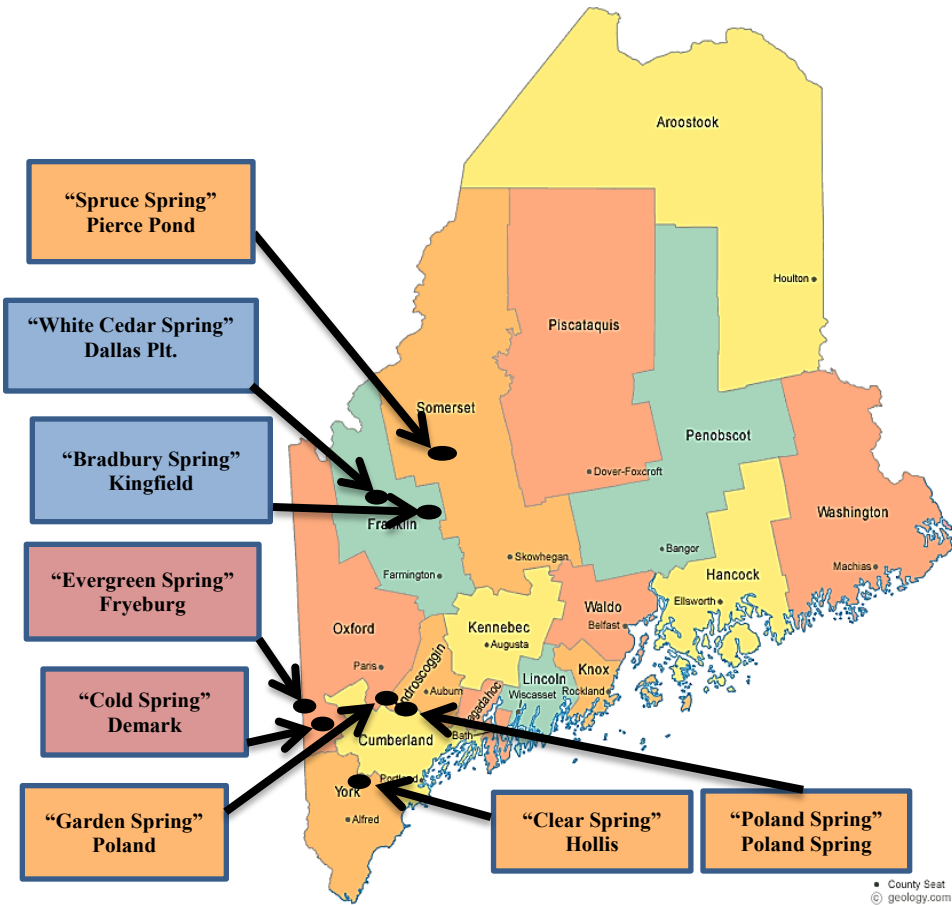 Aroostook
“Spruce Spring”
Pierce Pond
Houlton
“White Cedar Spring”
Dallas Plt.
Piscataquis
Somerset
Penobscot
“Bradbury Spring”
Kingfield
Dover-Foxcroft
Washington
Franklin
Skowhegan
Bangor
Machias
“Evergreen Spring”
Fryeburg
Farmington
Hancock
Ellsworth
Waldo
Belfast
Oxford
Kennebec
Augusta
Paris
Knox
Lincoln
Rockland
Wiscasset
“Cold Spring”
Demark
Auburn
ndroscoggin
agadahoc
Bath
Cumberland
Portland
York
Alfred
“Garden Spring”
Poland
“Clear Spring”
Hollis
“Poland Spring”
Poland Spring
County Seat
© geology.com